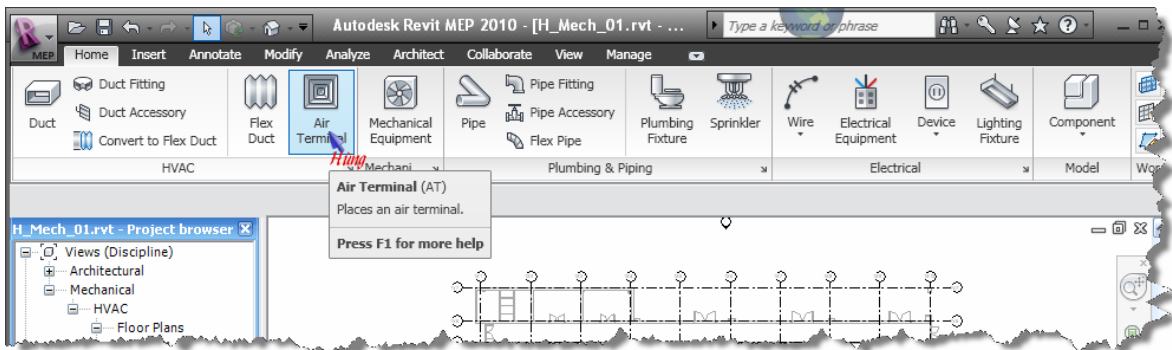 Autodesk Revit MEP 2010 - [H_Mech_01.rvt - ...
Type a keyword or phrase
MEP
Home Insert Annotate Modify Analyze Architect Collaborate View Manage
Duct
Duct Fitting
Duct Accessory
Convert to Flex Duct
Flex
Duct
Air
Terminal
Mechanical
Equipment
Pipe
Pipe Fitting
Pipe Accessory
Flex Pipe
Plumbing
Fixture
Sprinkler
Wire
Electrical
Equipment
Device
Lighting
Fixture
Component
Hùng
HVAC
Mechani
Plumbing & Piping
Electrical
Model
Wor
Air Terminal (AT)
Places an air terminal.
Press F1 for more help
H_Mech_01.rvt - Project browser
Views (Discipline)
Architectural
Mechanical
HVAC
Floor Plans